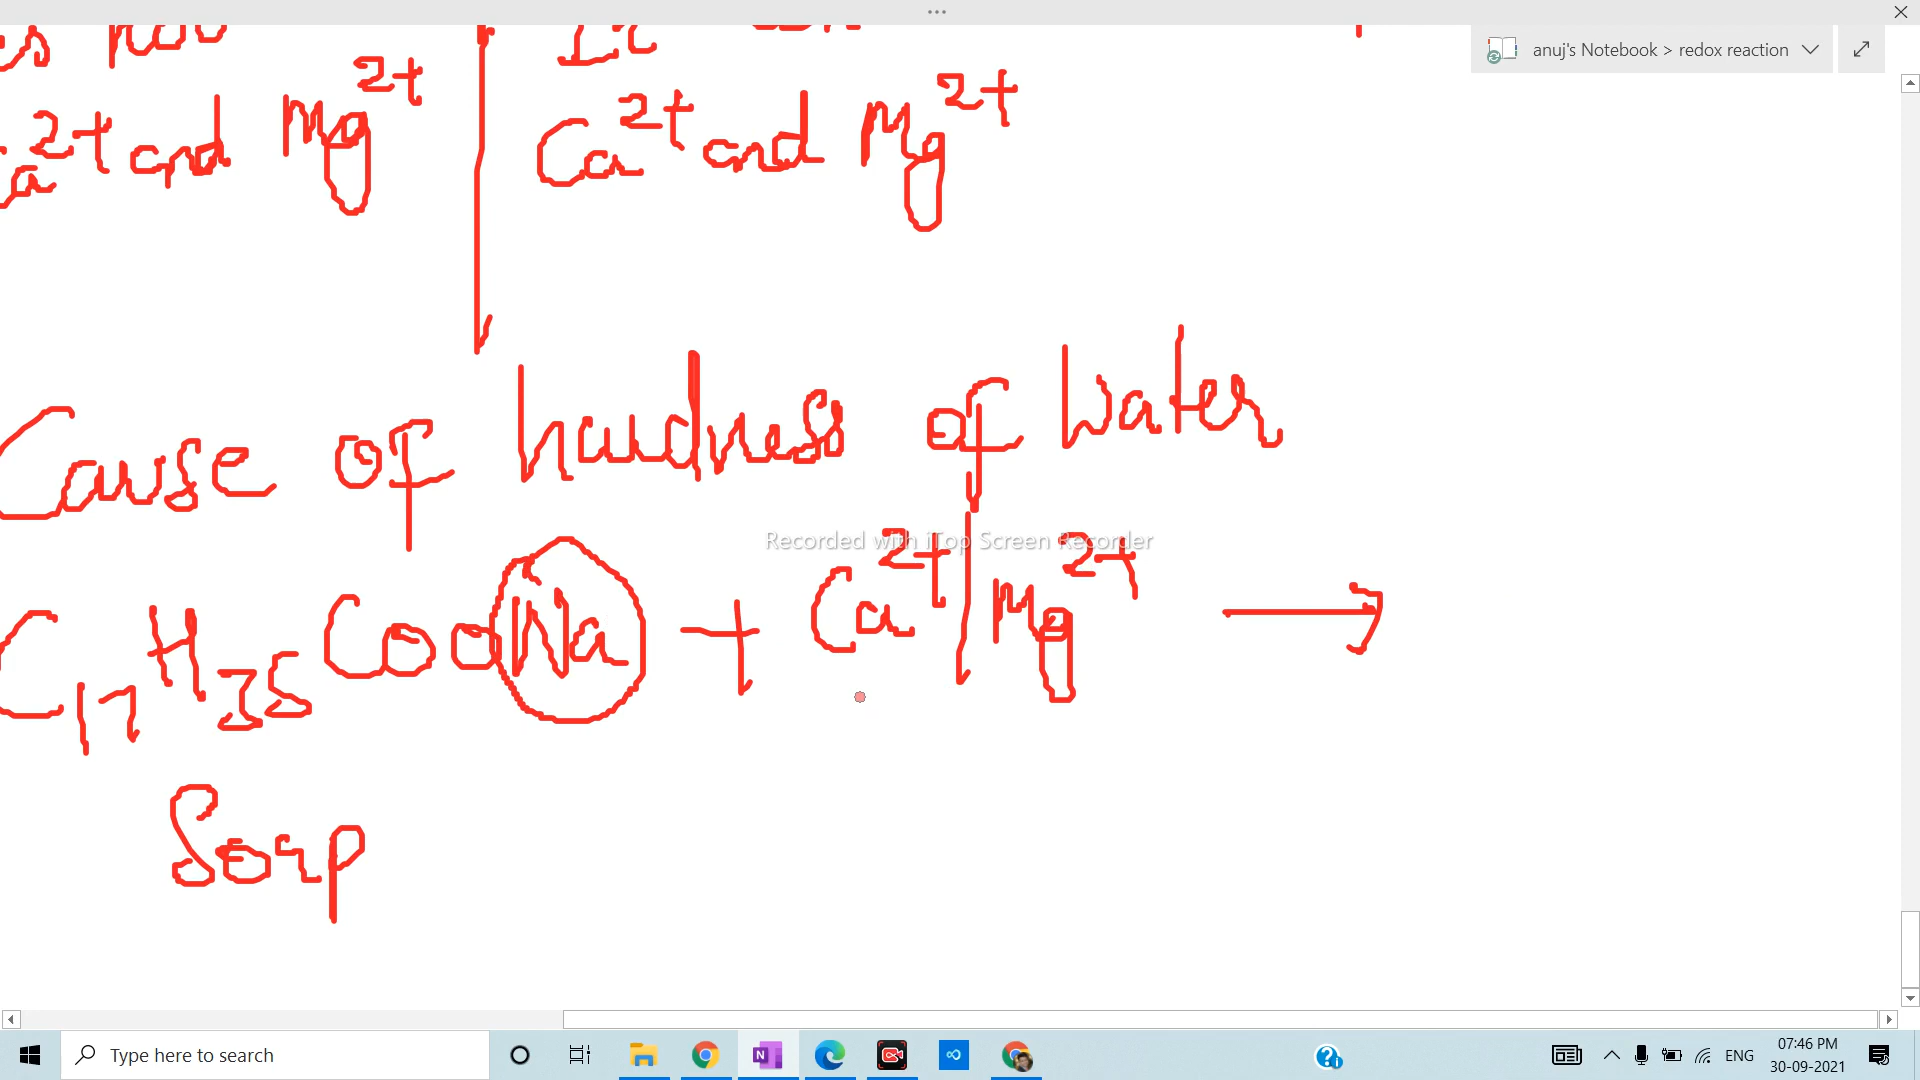 anuj's Notebook > redox reaction
Ca²⁺ and Mg²⁺
Ca²⁺ and Mg²⁺
Cause of hardness of Water
Recorded with iTop Screen Recorder
C₁₇H₃₅COONa + Ca²⁺ | Mg²⁺ →
Soap
Type here to search
ENG
07:46 PM
30-09-2021